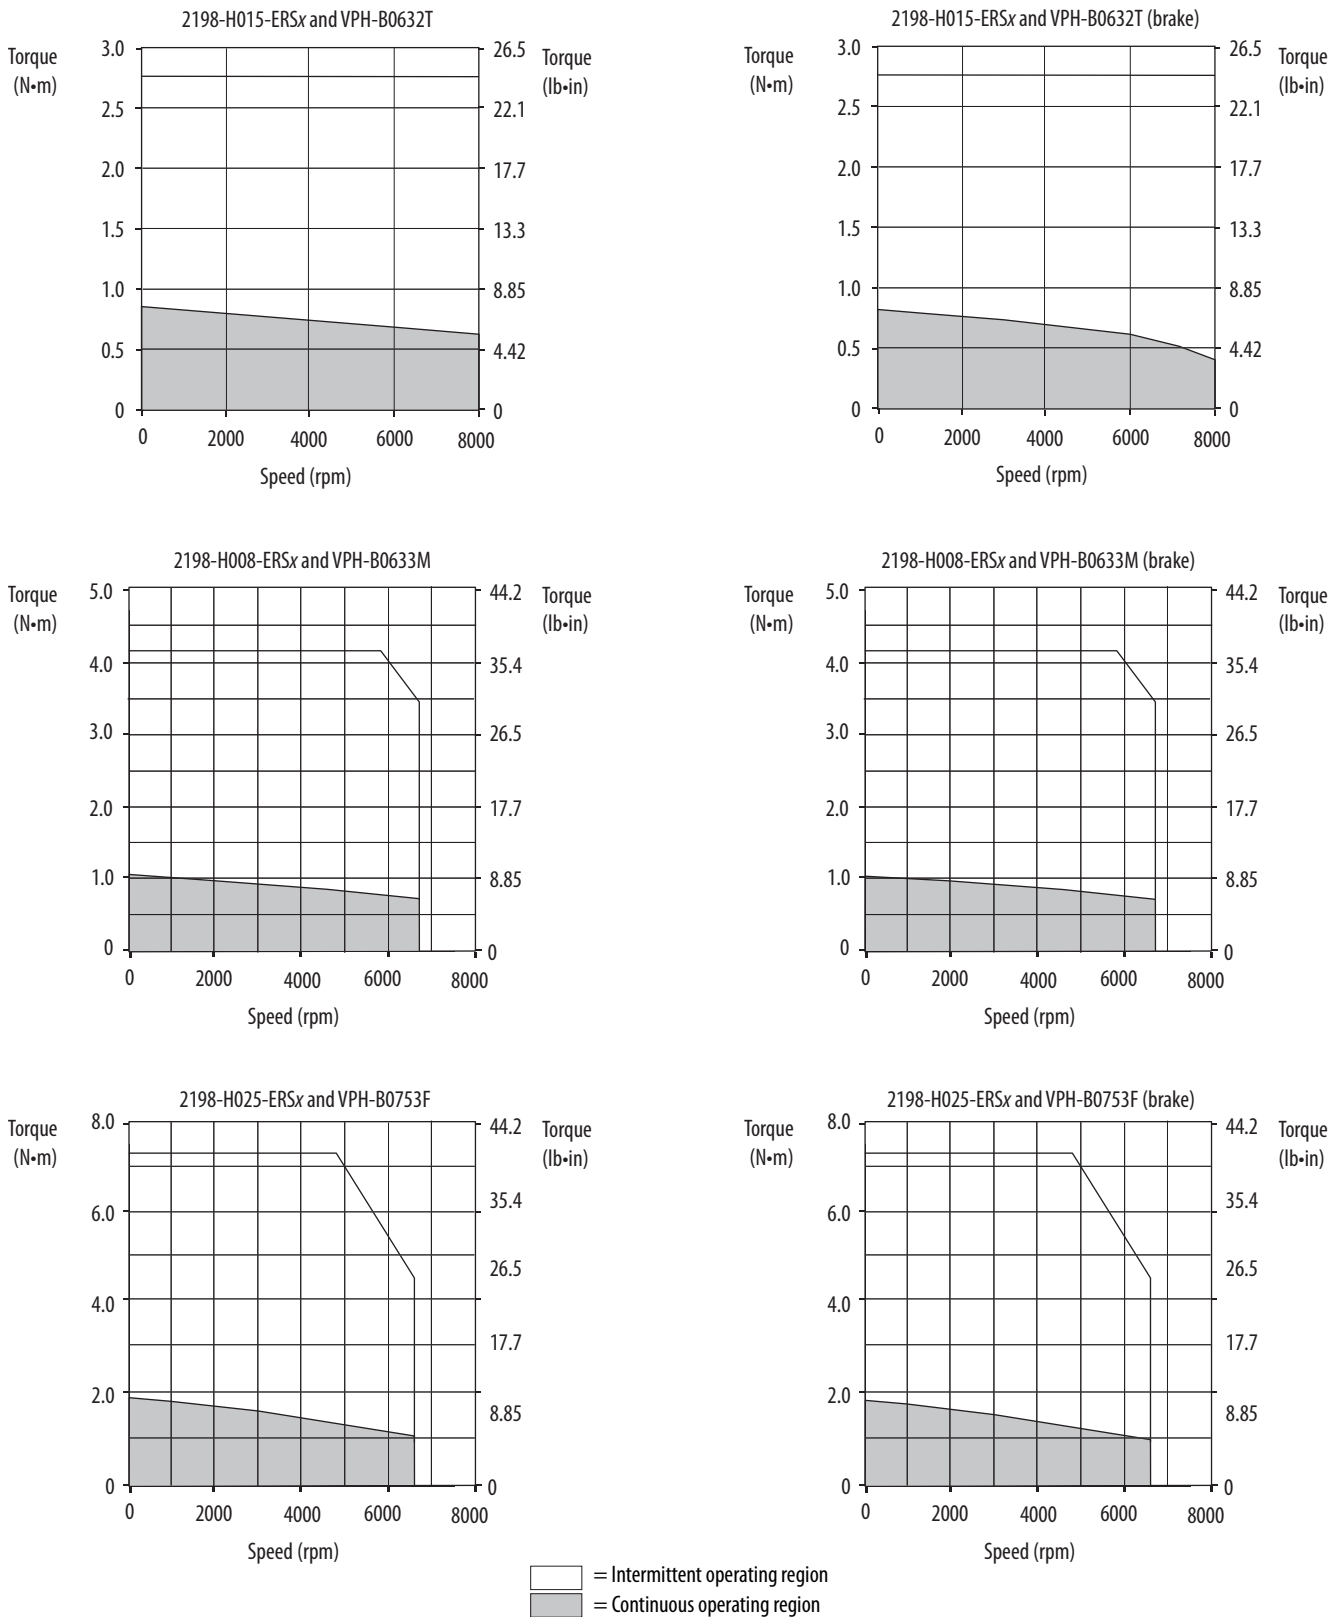 2198-H015-ERSx and VPH-B0632T
Torque
(N•m)
3.0
2.5
2.0
1.5
1.0
0.5
0
26.5
22.1
17.7
13.3
8.85
4.42
0
Torque
(lb•in)
0 2000 4000 6000 8000
Speed (rpm)
2198-H015-ERSx and VPH-B0632T (brake)
Torque
(N•m)
3.0
2.5
2.0
1.5
1.0
0.5
0
26.5
22.1
17.7
13.3
8.85
4.42
0
Torque
(lb•in)
0 2000 4000 6000 8000
Speed (rpm)
2198-H008-ERSx and VPH-B0633M
Torque
(N•m)
5.0
4.0
3.0
2.0
1.0
0
44.2
35.4
26.5
17.7
8.85
0
Torque
(lb•in)
0 2000 4000 6000 8000
Speed (rpm)
2198-H008-ERSx and VPH-B0633M (brake)
Torque
(N•m)
5.0
4.0
3.0
2.0
1.0
0
44.2
35.4
26.5
17.7
8.85
0
Torque
(lb•in)
0 2000 4000 6000 8000
Speed (rpm)
2198-H025-ERSx and VPH-B0753F
Torque
(N•m)
8.0
6.0
4.0
2.0
0
44.2
35.4
26.5
17.7
8.85
0
Torque
(lb•in)
0 2000 4000 6000 8000
Speed (rpm)
2198-H025-ERSx and VPH-B0753F (brake)
Torque
(N•m)
8.0
6.0
4.0
2.0
0
44.2
35.4
26.5
17.7
8.85
0
Torque
(lb•in)
0 2000 4000 6000 8000
Speed (rpm)
= Intermittent operating region
= Continuous operating region